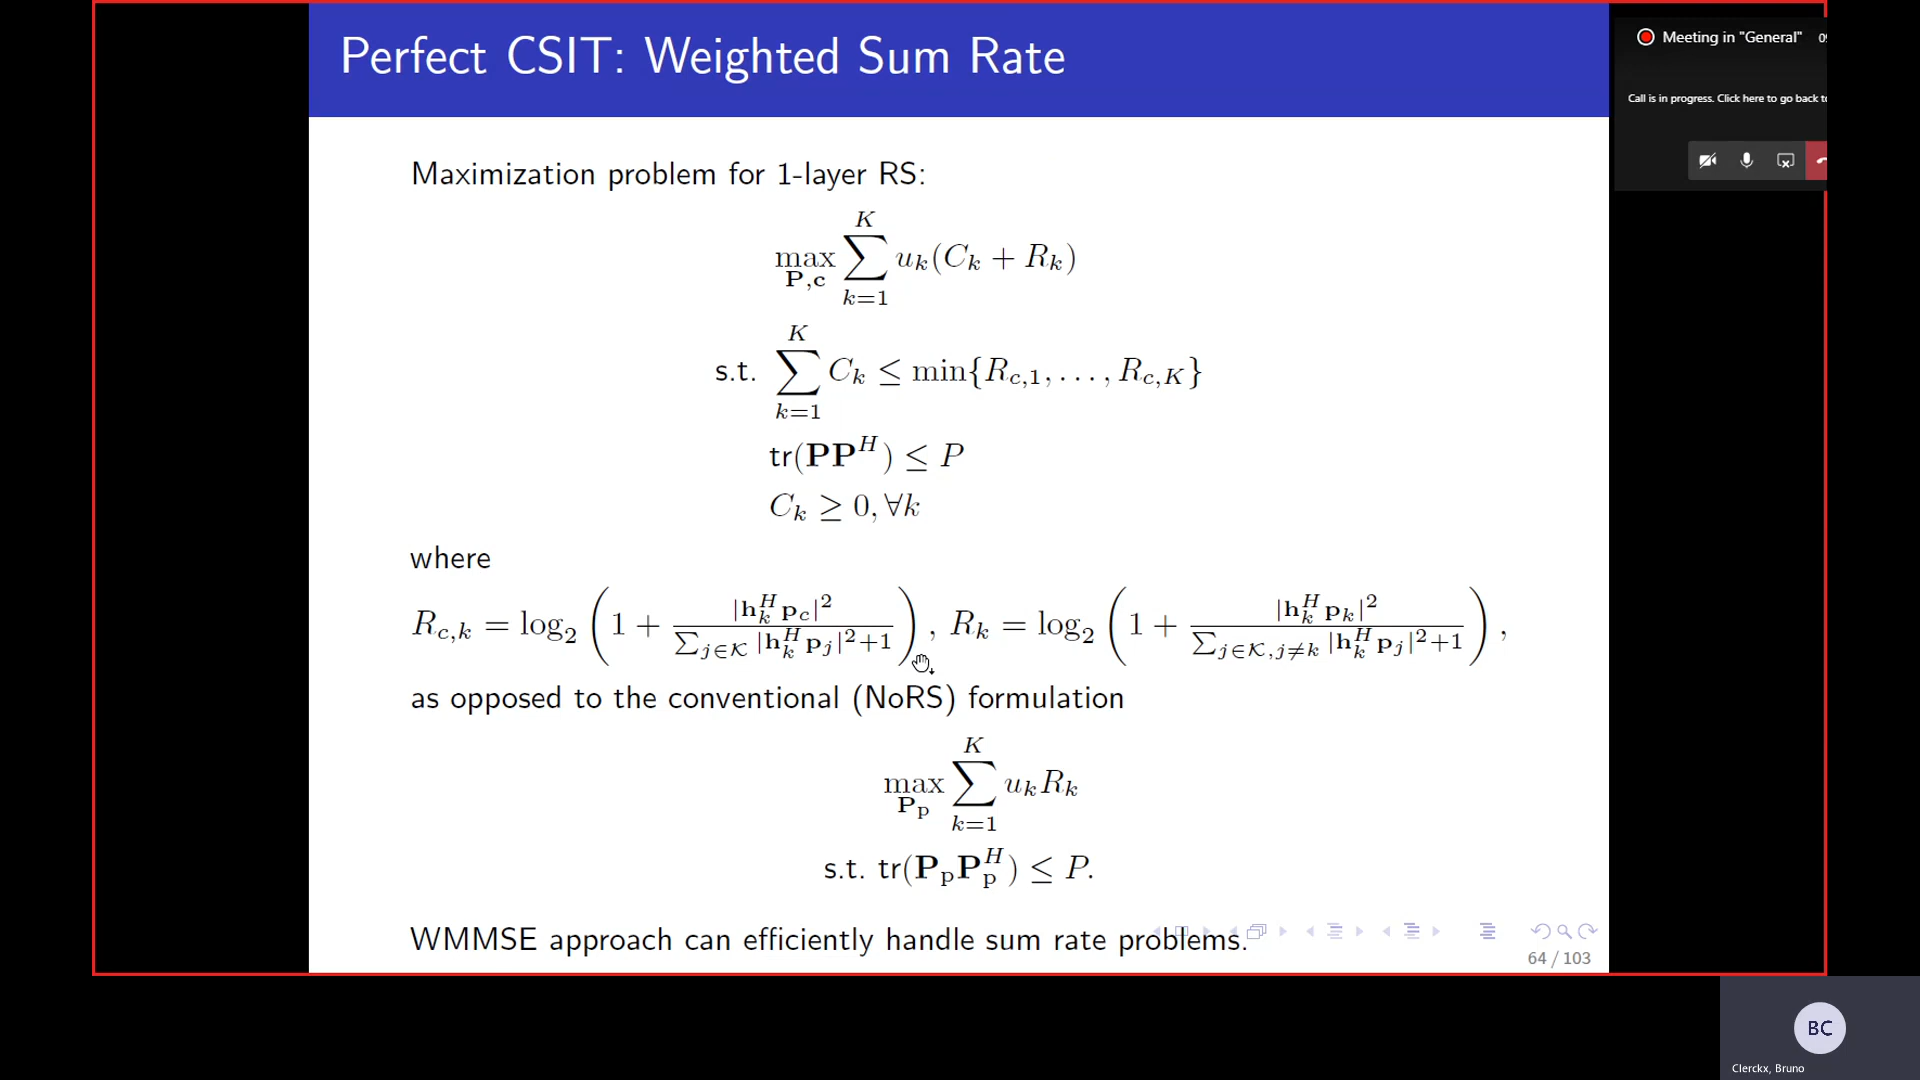 Perfect CSIT: Weighted Sum Rate
Meeting in "General"
Call is in progress. Click here to go back
Maximization problem for 1-layer RS:
max_{P,c} ∑_{k=1}^{K} u_k(C_k + R_k)
s.t. ∑_{k=1}^{K} C_k ≤ min{R_{c,1}, . . . , R_{c,K}}
tr(PP^H) ≤ P
C_k ≥ 0, ∀k
where
R_{c,k} = log_2 (1 + |h_k^H p_c|^2 / (∑_{j∈𝒦} |h_k^H p_j|^2+1)), R_k = log_2 (1 + |h_k^H p_k|^2 / (∑_{j∈𝒦,j≠k} |h_k^H p_j|^2+1)),
as opposed to the conventional (NoRS) formulation
max_{P_p} ∑_{k=1}^{K} u_k R_k
s.t. tr(P_p P_p^H) ≤ P.
WMMSE approach can efficiently handle sum rate problems.
64 / 103
BC
Clerckx, Bruno